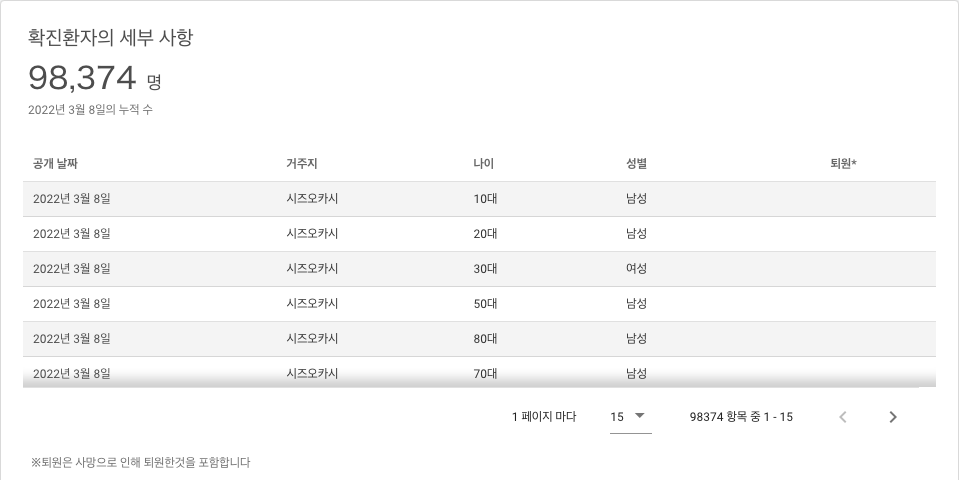 확진환자의 세부 사항
98,374 명
2022년 3월 8일의 누적 수
공개 날짜 거주지 나이 성별 퇴원*
2022년 3월 8일 시즈오카시 10대 남성
2022년 3월 8일 시즈오카시 20대 남성
2022년 3월 8일 시즈오카시 30대 여성
2022년 3월 8일 시즈오카시 50대 남성
2022년 3월 8일 시즈오카시 80대 남성
2022년 3월 8일 시즈오카시 70대 남성
1 페이지 마다 15 98374 항목 중 1 - 15
※퇴원은 사망으로 인해 퇴원한것을 포함합니다